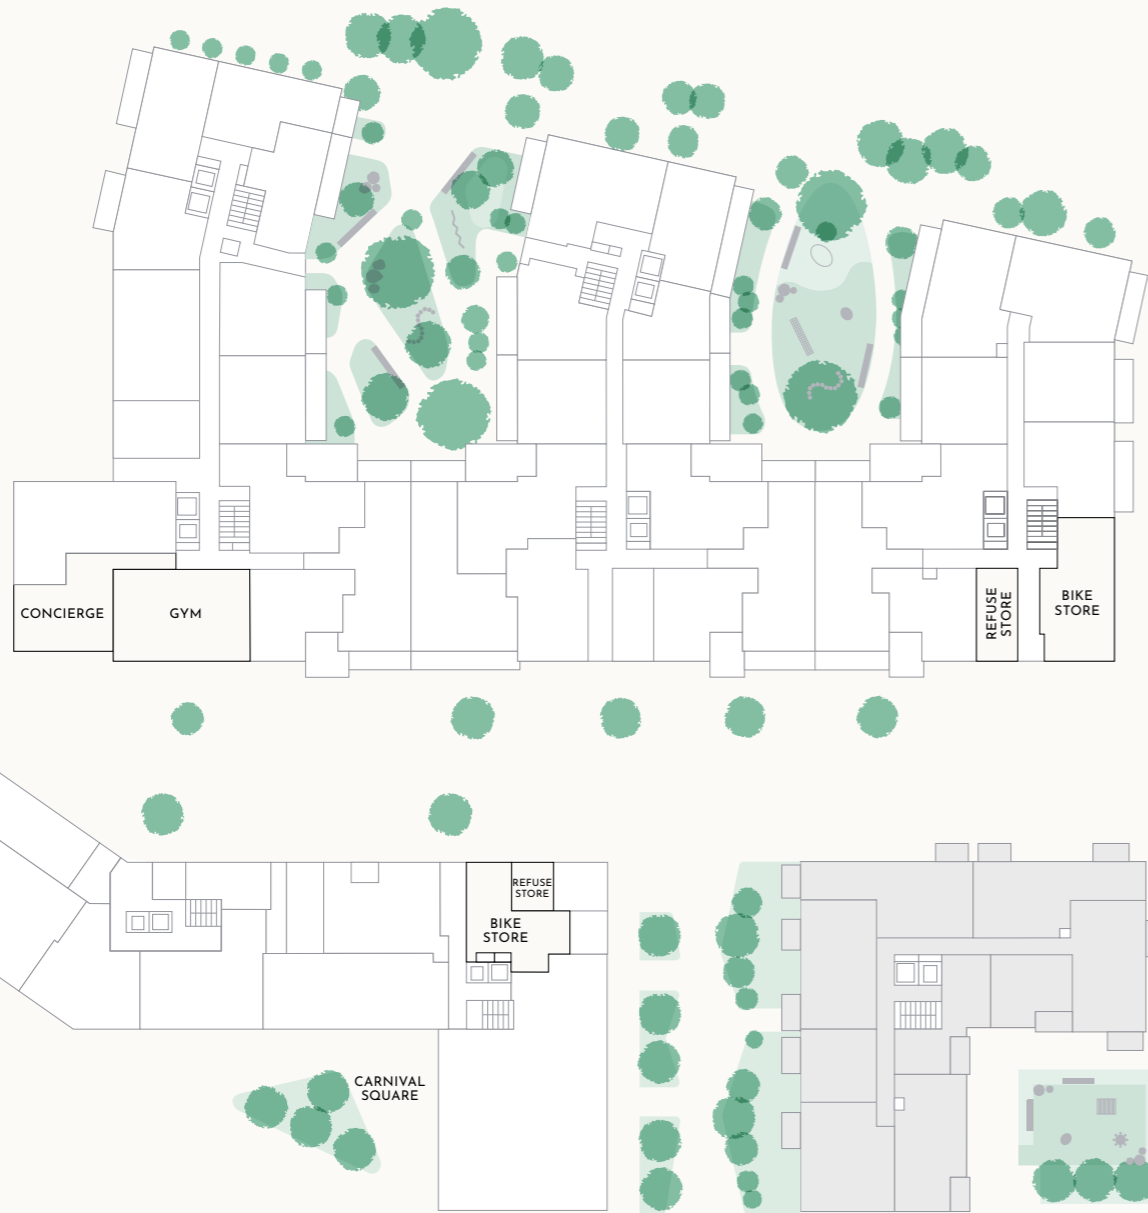 CONCIERGE
GYM
REFUSE
STORE
BIKE
STORE
REFUSE
STORE
BIKE
STORE
CARNIVAL
SQUARE